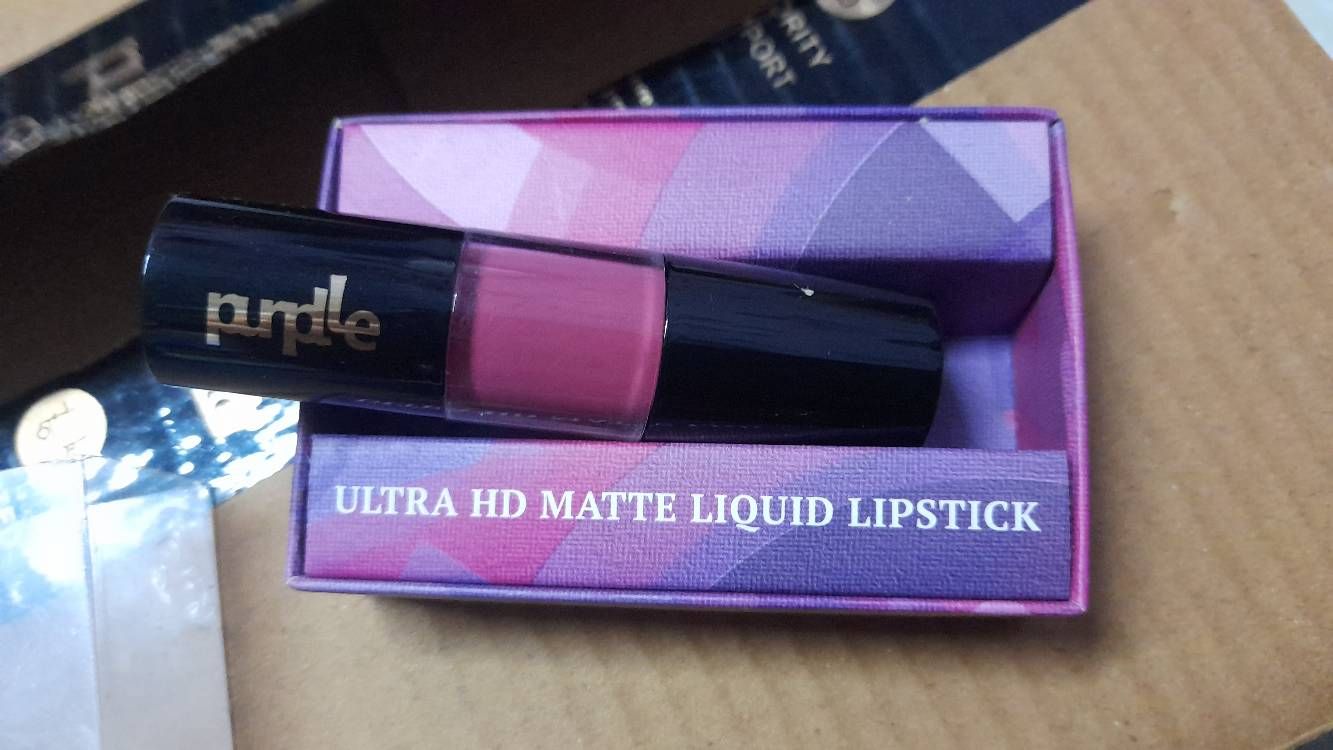 RITY
PORT
purplle
ULTRA HD MATTE LIQUID LIPSTICK